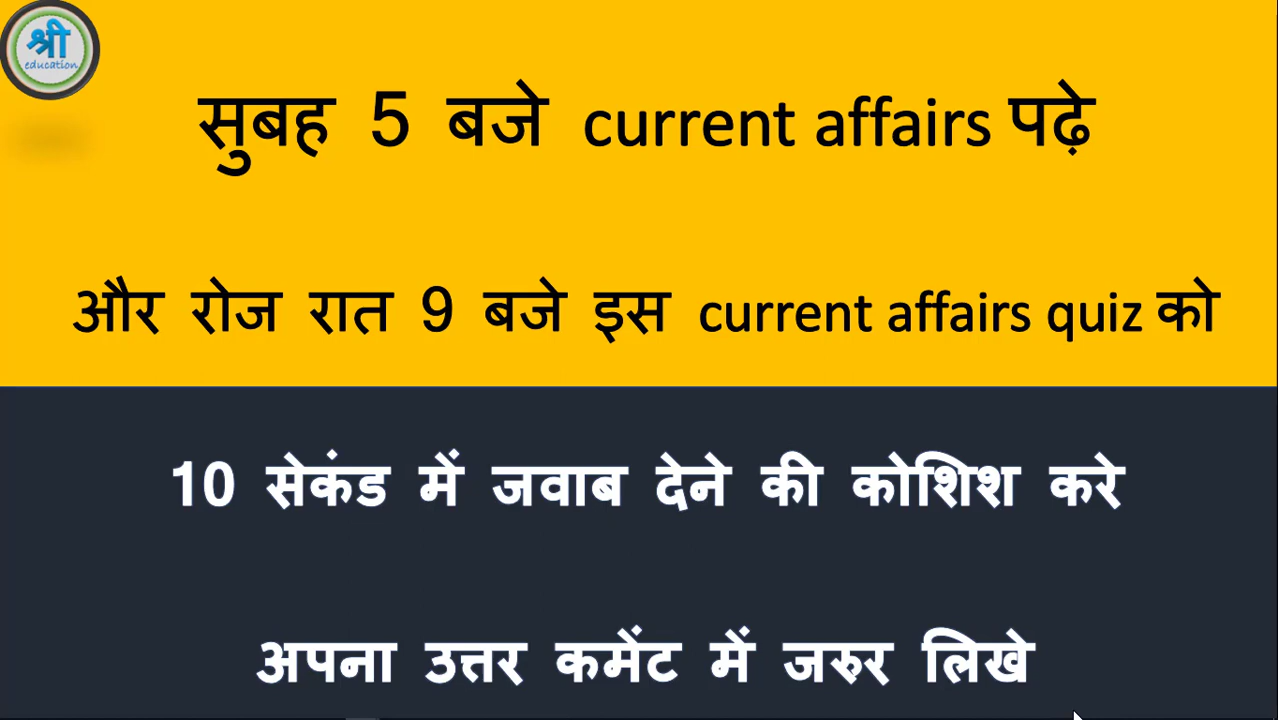 श्री
education
सुबह 5 बजे current affairs पढ़े
और रोज रात 9 बजे इस current affairs quiz को
10 सेकंड में जवाब देने की कोशिश करे
अपना उत्तर कमेंट में जरुर लिखे